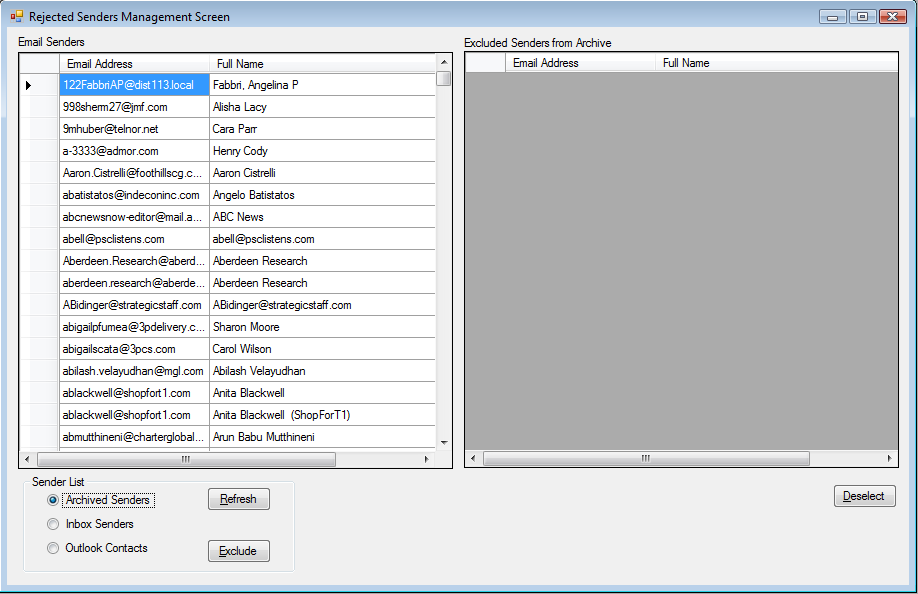 Rejected Senders Management Screen
Email Senders
Email Address Full Name
122FabbriAP@dist113.local Fabbri, Angelina P
998sherm27@jmf.com Alisha Lacy
9mhuber@telnor.net Cara Parr
a-3333@admor.com Henry Cody
Aaron.Cistrelli@foothillscg.c... Aaron Cistrelli
abatistatos@indeconinc.com Angelo Batistatos
abcnewsnow-editor@mail.a... ABC News
abell@psclistens.com abell@psclistens.com
Aberdeen.Research@aberd... Aberdeen Research
aberdeen.research@aberde... Aberdeen Research
ABidinger@strategicstaff.com ABidinger@strategicstaff.com
abigailpfumea@3pdelivery.c... Sharon Moore
abigailscata@3pcs.com Carol Wilson
abilash.velayudhan@mgl.com Abilash Velayudhan
ablackwell@shopfort1.com Anita Blackwell
ablackwell@shopfort1.com Anita Blackwell (ShopForT1)
abmutthineni@charterglobal... Arun Babu Mutthineni
Excluded Senders from Archive
Email Address Full Name
Sender List
Archived Senders Refresh
Inbox Senders
Outlook Contacts Exclude
Deselect